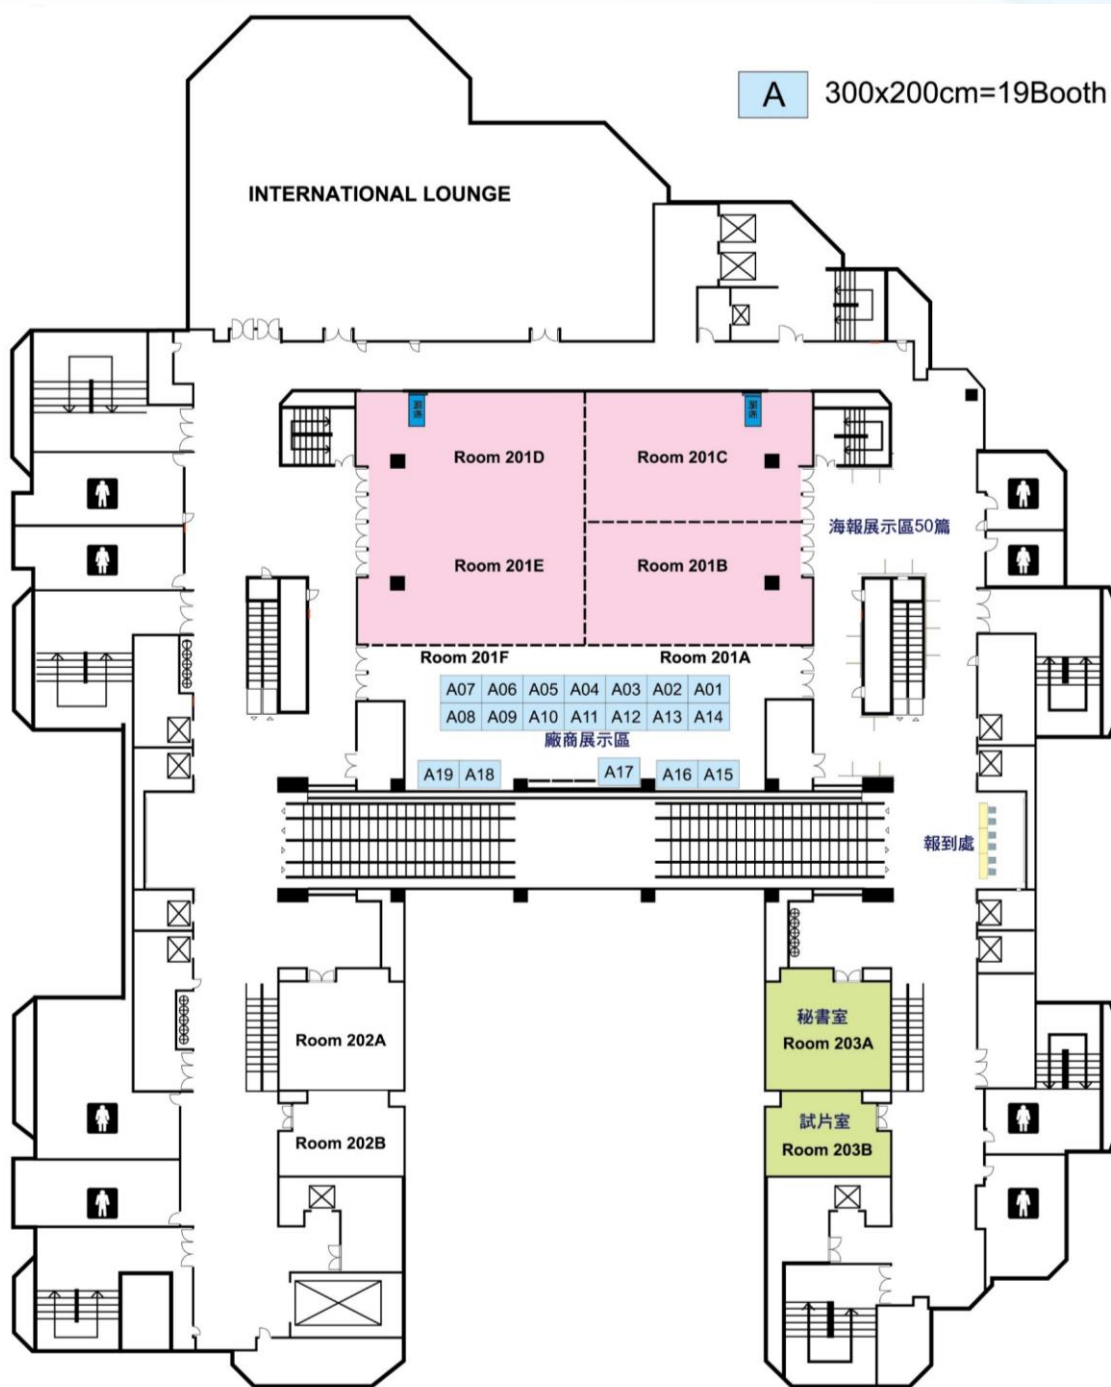 A 300x200cm=19Booth
INTERNATIONAL LOUNGE
Room 201D
Room 201C
海報展示區50篇
Room 201E
Room 201B
Room 201F
Room 201A
A07 A06 A05 A04 A03 A02 A01
A08 A09 A10 A11 A12 A13 A14
廠商展示區
A19 A18 A17 A16 A15
報到處
Room 202A
秘書室
Room 203A
Room 202B
試片室
Room 203B